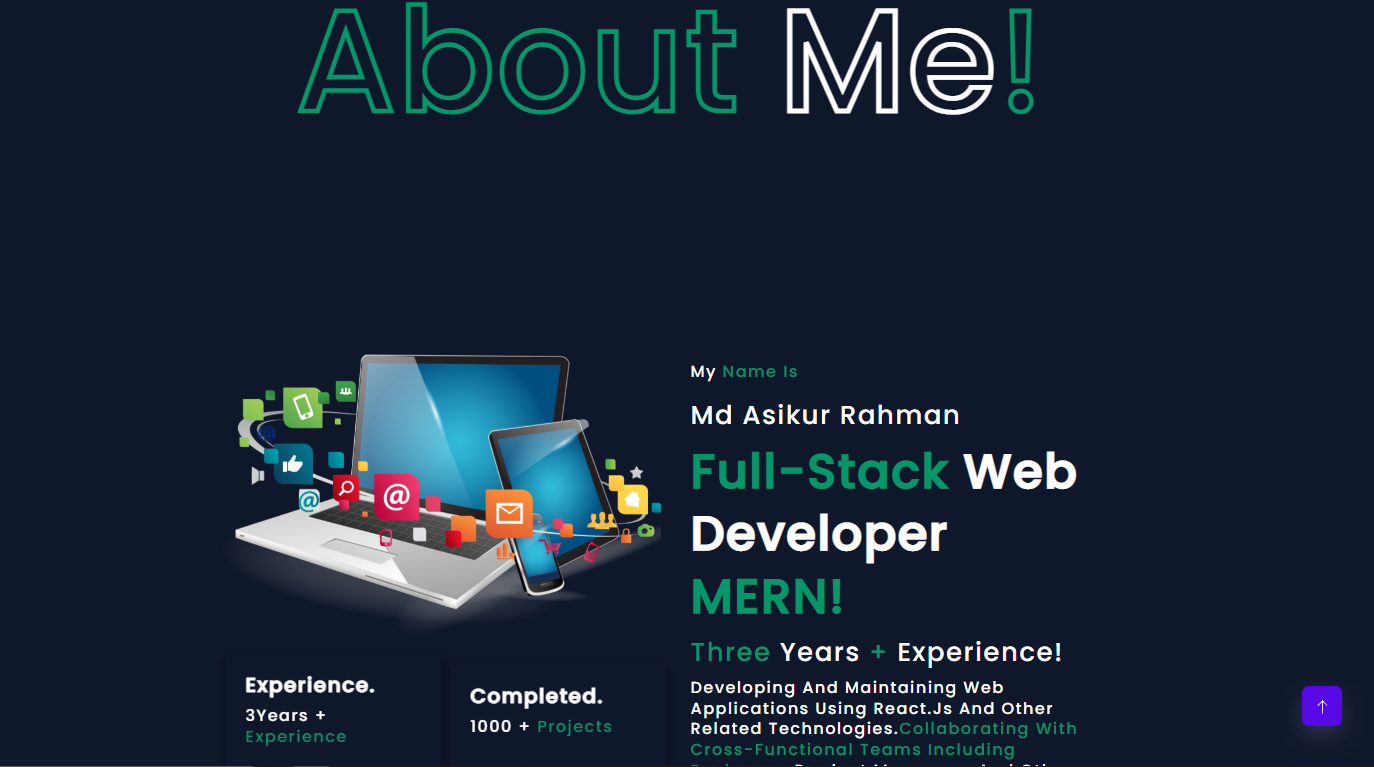 About Me!
My Name Is
Md Asikur Rahman
Full-Stack Web
Developer
MERN!
Three Years + Experience!
Developing And Maintaining Web
Applications Using React.Js And Other
Related Technologies.Collaborating With
Cross-Functional Teams Including
Experience.
3Years +
Experience
Completed.
1000 + Projects